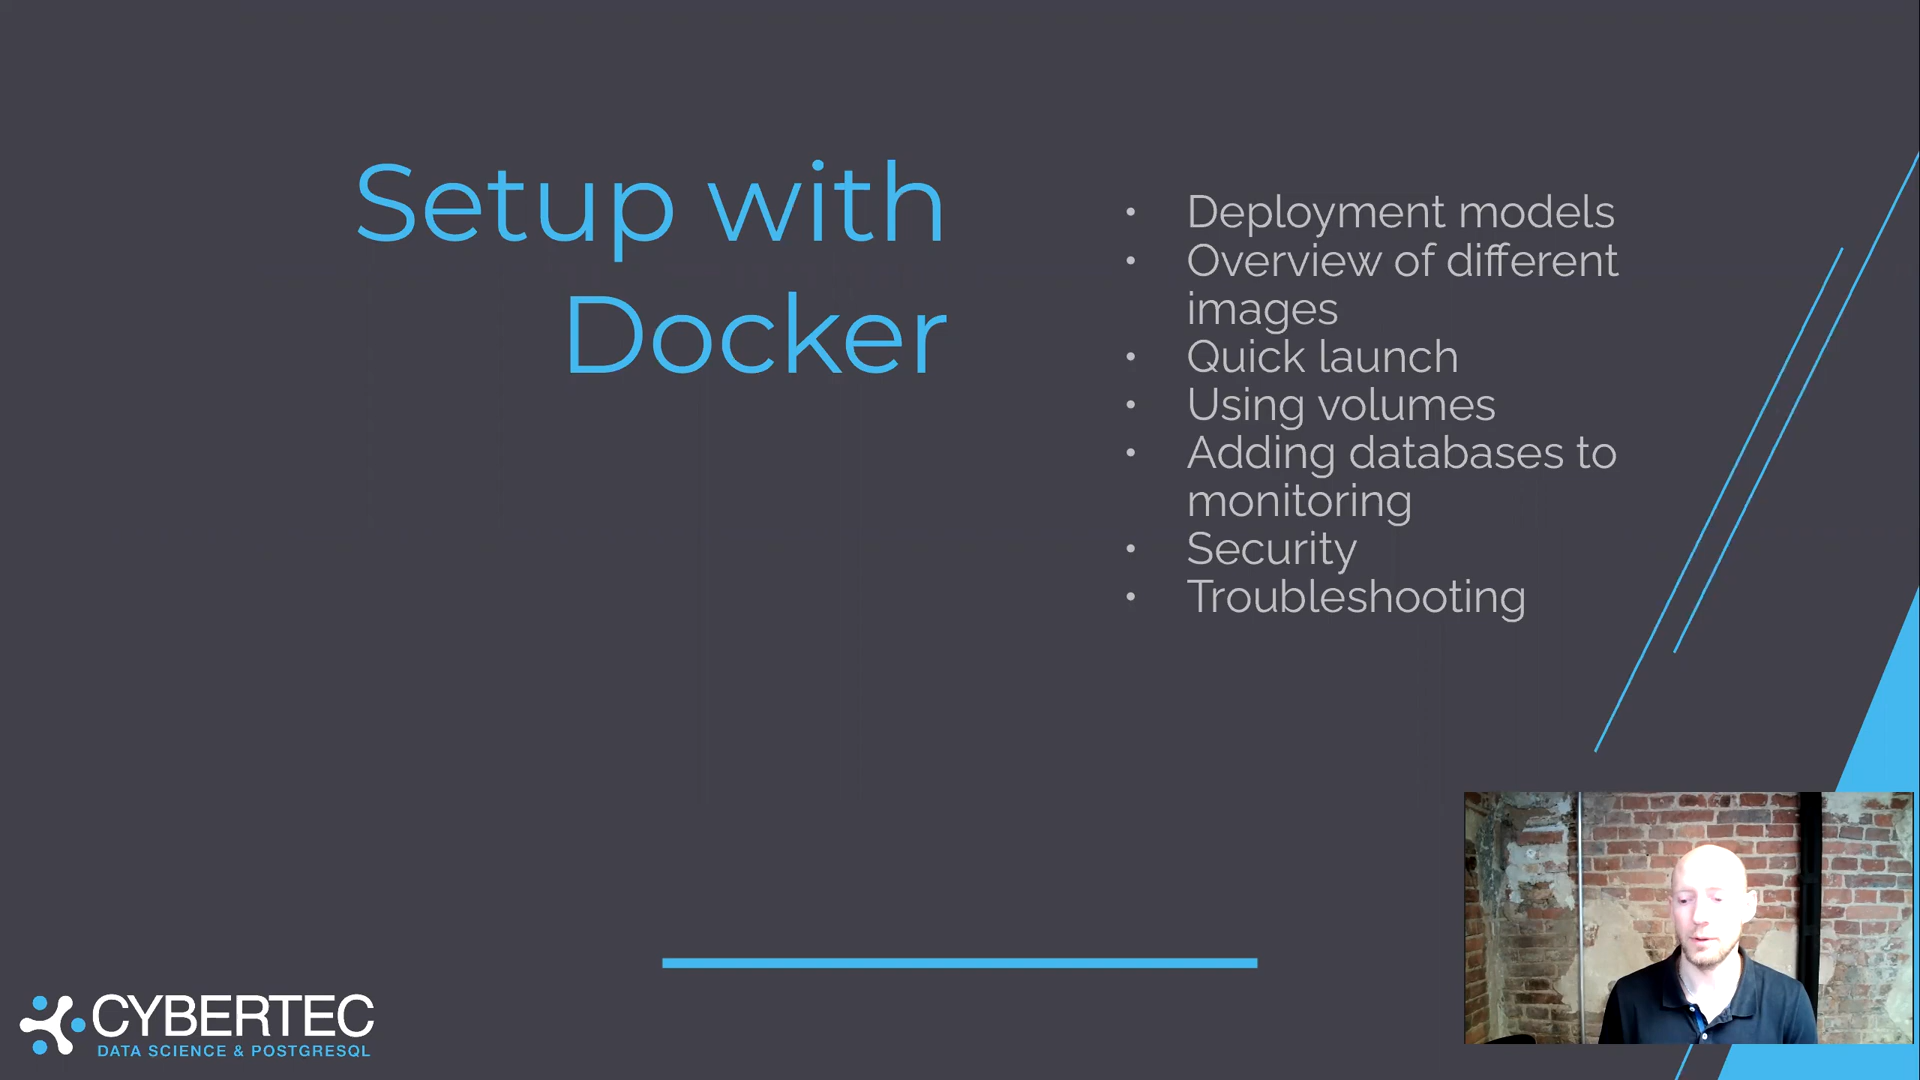 Setup with
Docker
• Deployment models
• Overview of different
images
• Quick launch
• Using volumes
• Adding databases to
monitoring
• Security
• Troubleshooting
CYBERTEC
DATA SCIENCE & POSTGRESQL